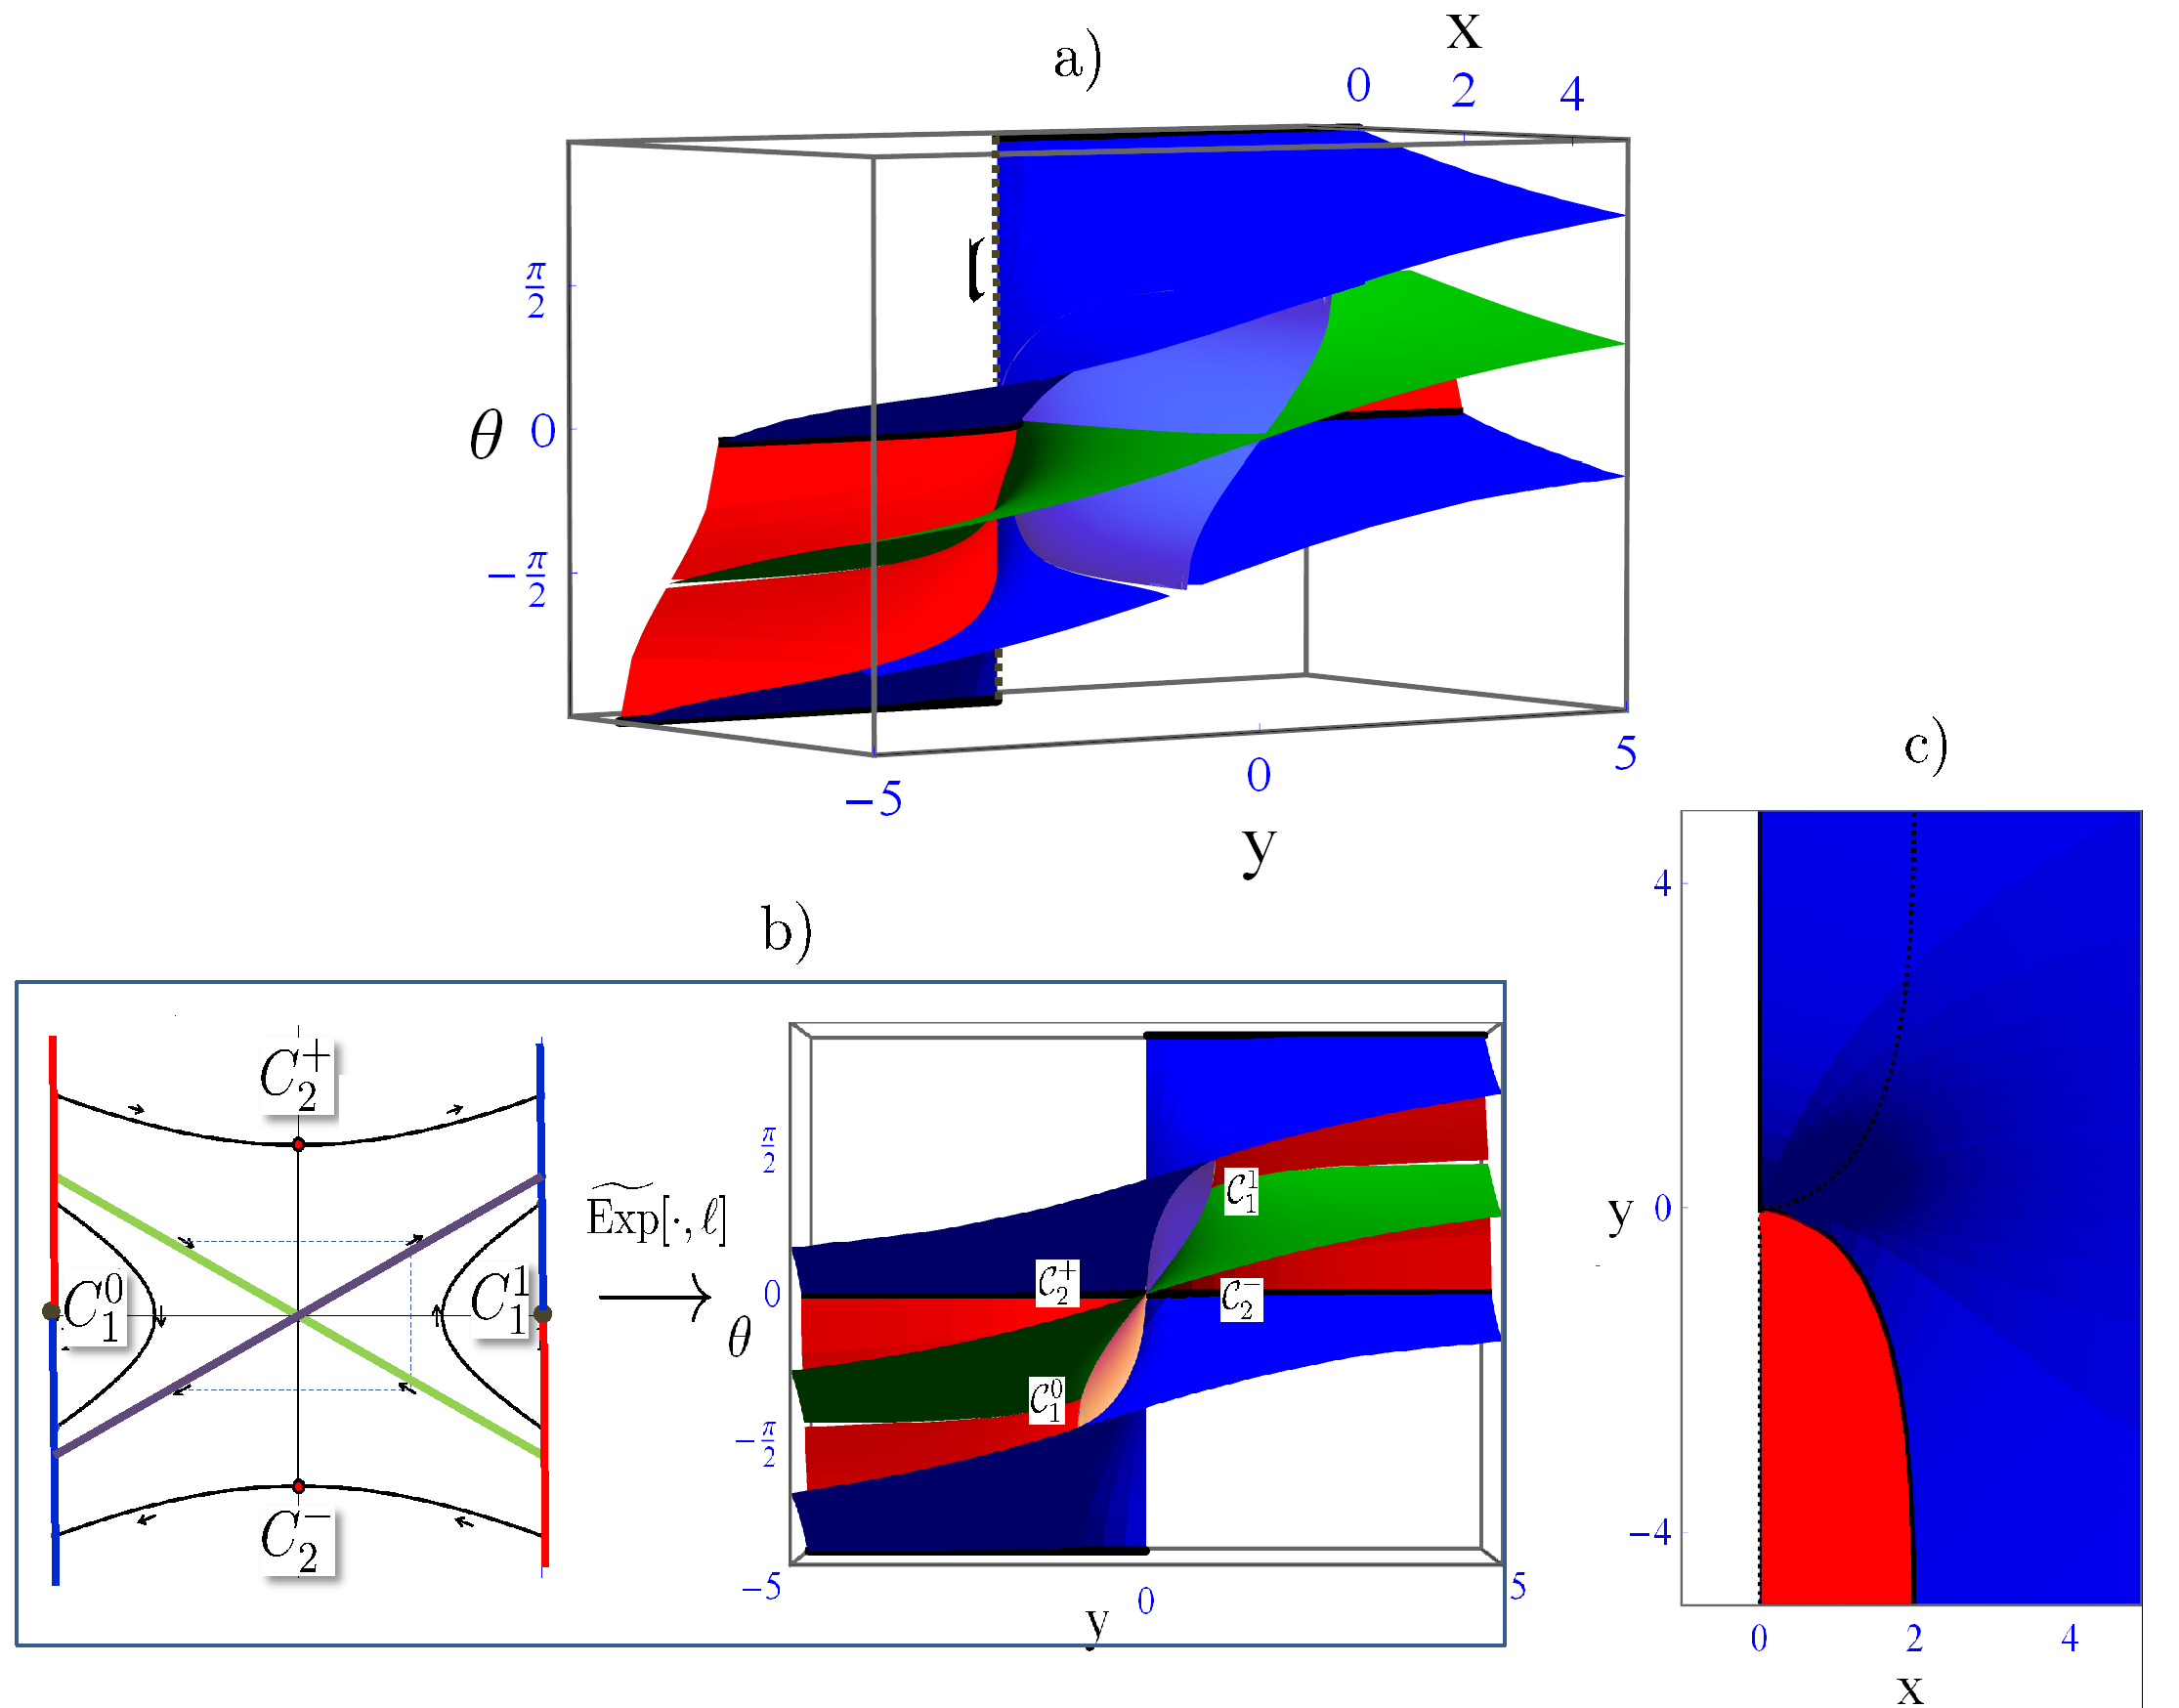 a)
x
0 2 4
𝔩
π/2
θ 0
−π/2
−5 0 5
y
b)
C₂⁺
C₁⁰ C₁¹
C₂⁻
Exp[·, ℓ]
π/2
0
θ
−π/2
𝒞₁¹
𝒞₂⁺ 𝒞₂⁻
𝒞₁⁰
−5 0 5
y
c)
4
y 0
−4
0 2 4
x